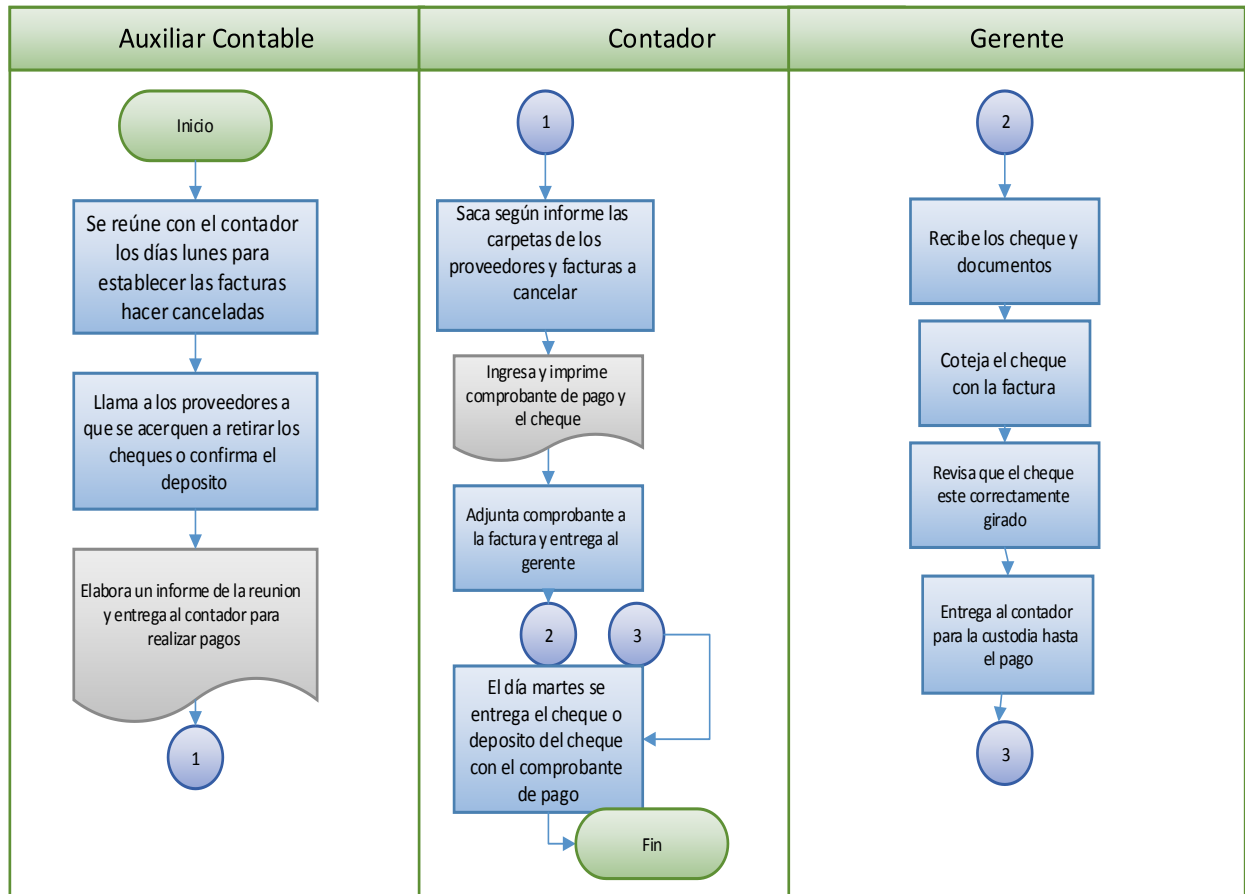 Auxiliar Contable
Contador
Gerente
Inicio
Se reúne con el contador
los días lunes para
establecer las facturas
hacer canceladas
Llama a los proveedores a
que se acerquen a retirar los
cheques o confirma el
deposito
Elabora un informe de la reunion
y entrega al contador para
realizar pagos
1
1
Saca según informe las
carpetas de los
proveedores y facturas a
cancelar
Ingresa y imprime
comprobante de pago y
el cheque
Adjunta comprobante a
la factura y entrega al
gerente
2
3
El día martes se
entrega el cheque o
deposito del cheque
con el comprobante
de pago
Fin
2
Recibe los cheque y
documentos
Coteja el cheque
con la factura
Revisa que el cheque
este correctamente
girado
Entrega al contador
para la custodia hasta
el pago
3